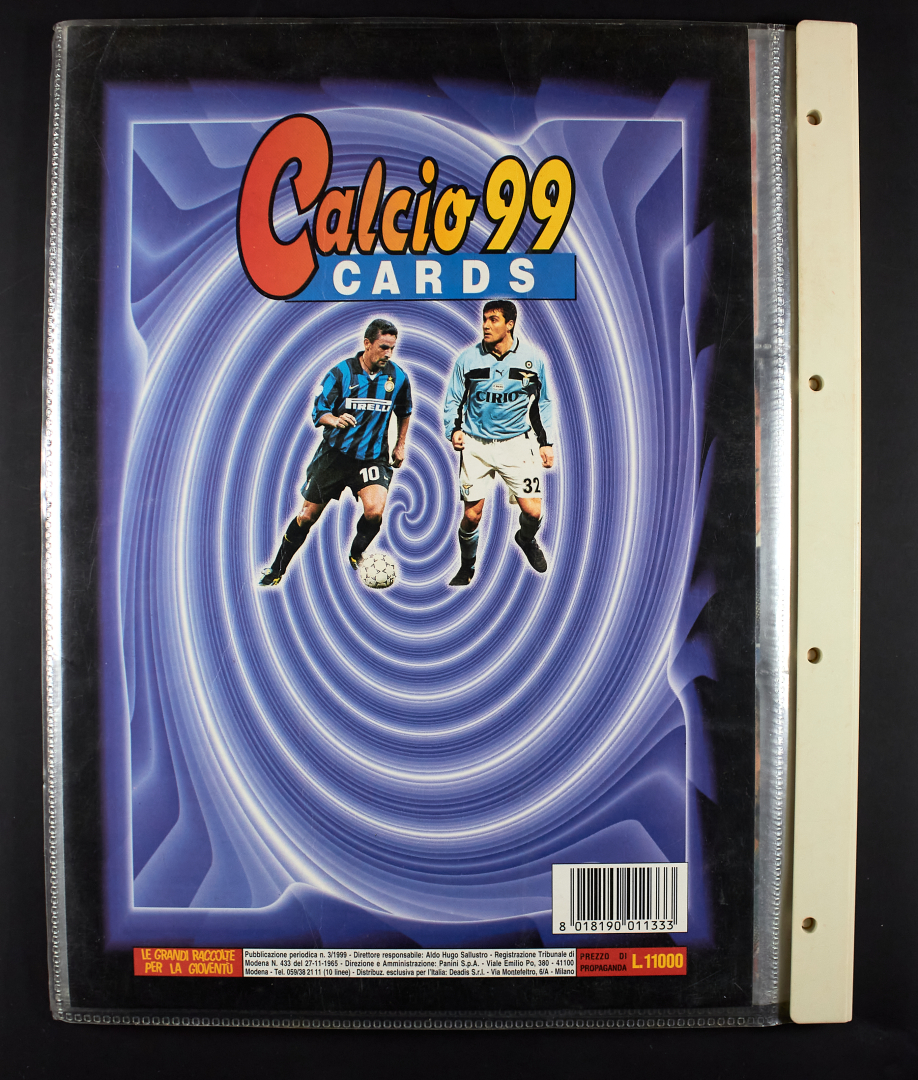 Calcio 99
CARDS
PIRELLI
10
CIRIO
32
8 018190 011333
LE GRANDI RACCOLTE
PER LA GIOVENTÙ
Pubblicazione periodica n. 3/1999 - Direttore responsabile: Aldo Hugo Sallustro - Registrazione Tribunale di
Modena N. 433 del 27-11-1965 - Direzione e Amministrazione: Panini S.p.A. - Viale Emilio Po, 380 - 41100
Modena - Tel. 059/38 21 11 (10 linee) - Distribuz. esclusiva per l'Italia: Deadis S.r.l. - Via Montefeltro, 6/A - Milano
PREZZO DI
PROPAGANDA
L.11000